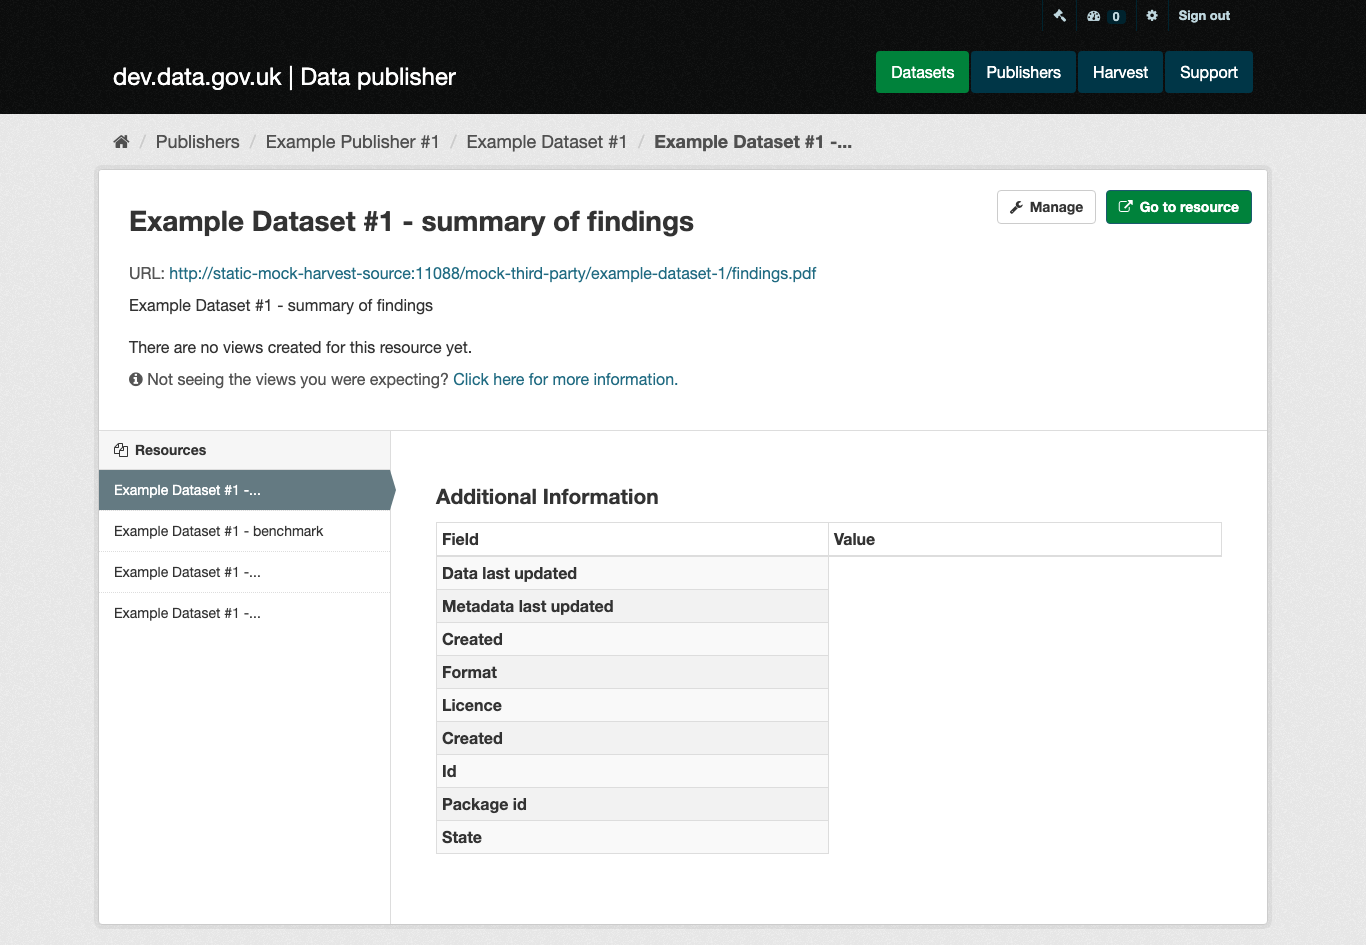 0
Sign out
dev.data.gov.uk | Data publisher
Datasets
Publishers
Harvest
Support
/ Publishers / Example Publisher #1 / Example Dataset #1 / Example Dataset #1 -...
Manage
Go to resource
Example Dataset #1 - summary of findings
URL: http://static-mock-harvest-source:11088/mock-third-party/example-dataset-1/findings.pdf
Example Dataset #1 - summary of findings
There are no views created for this resource yet.
Not seeing the views you were expecting? Click here for more information.
Resources
Example Dataset #1 -...
Example Dataset #1 - benchmark
Example Dataset #1 -...
Example Dataset #1 -...
Additional Information
Field Value
Data last updated
Metadata last updated
Created
Format
Licence
Created
Id
Package id
State